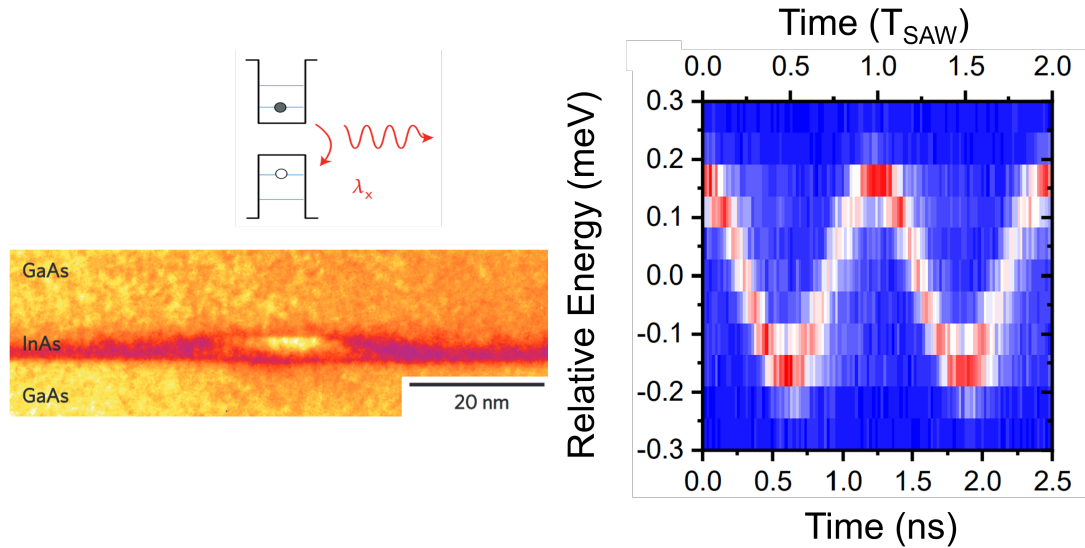 λx
GaAs
InAs
GaAs
20 nm
Time (TSAW)
0.0 0.5 1.0 1.5 2.0
Relative Energy (meV)
0.3
0.2
0.1
0.0
-0.1
-0.2
-0.3
0.0 0.5 1.0 1.5 2.0 2.5
Time (ns)